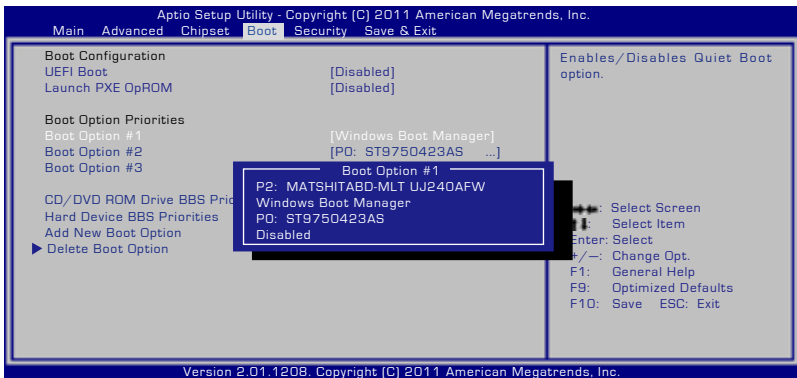 Aptio Setup Utility - Copyright (C) 2011 American Megatrends, Inc.
Main Advanced Chipset Boot Security Save & Exit
Boot Configuration
UEFI Boot [Disabled]
Launch PXE OpROM [Disabled]
Boot Option Priorities
Boot Option #1 [Windows Boot Manager]
Boot Option #2 [P0: ST9750423AS ...]
Boot Option #3
CD/DVD ROM Drive BBS
Hard Device BBS Priorities
Add New Boot Option
Delete Boot Option
Boot Option #1
P2: MATSHITABD-MLT UJ240AFW
Windows Boot Manager
P0: ST9750423AS
Disabled
Enables/Disables Quiet Boot
option.
: Select Screen
: Select Item
Enter: Select
+/–: Change Opt.
F1: General Help
F9: Optimized Defaults
F10: Save ESC: Exit
Version 2.01.1208. Copyright (C) 2011 American Megatrends, Inc.